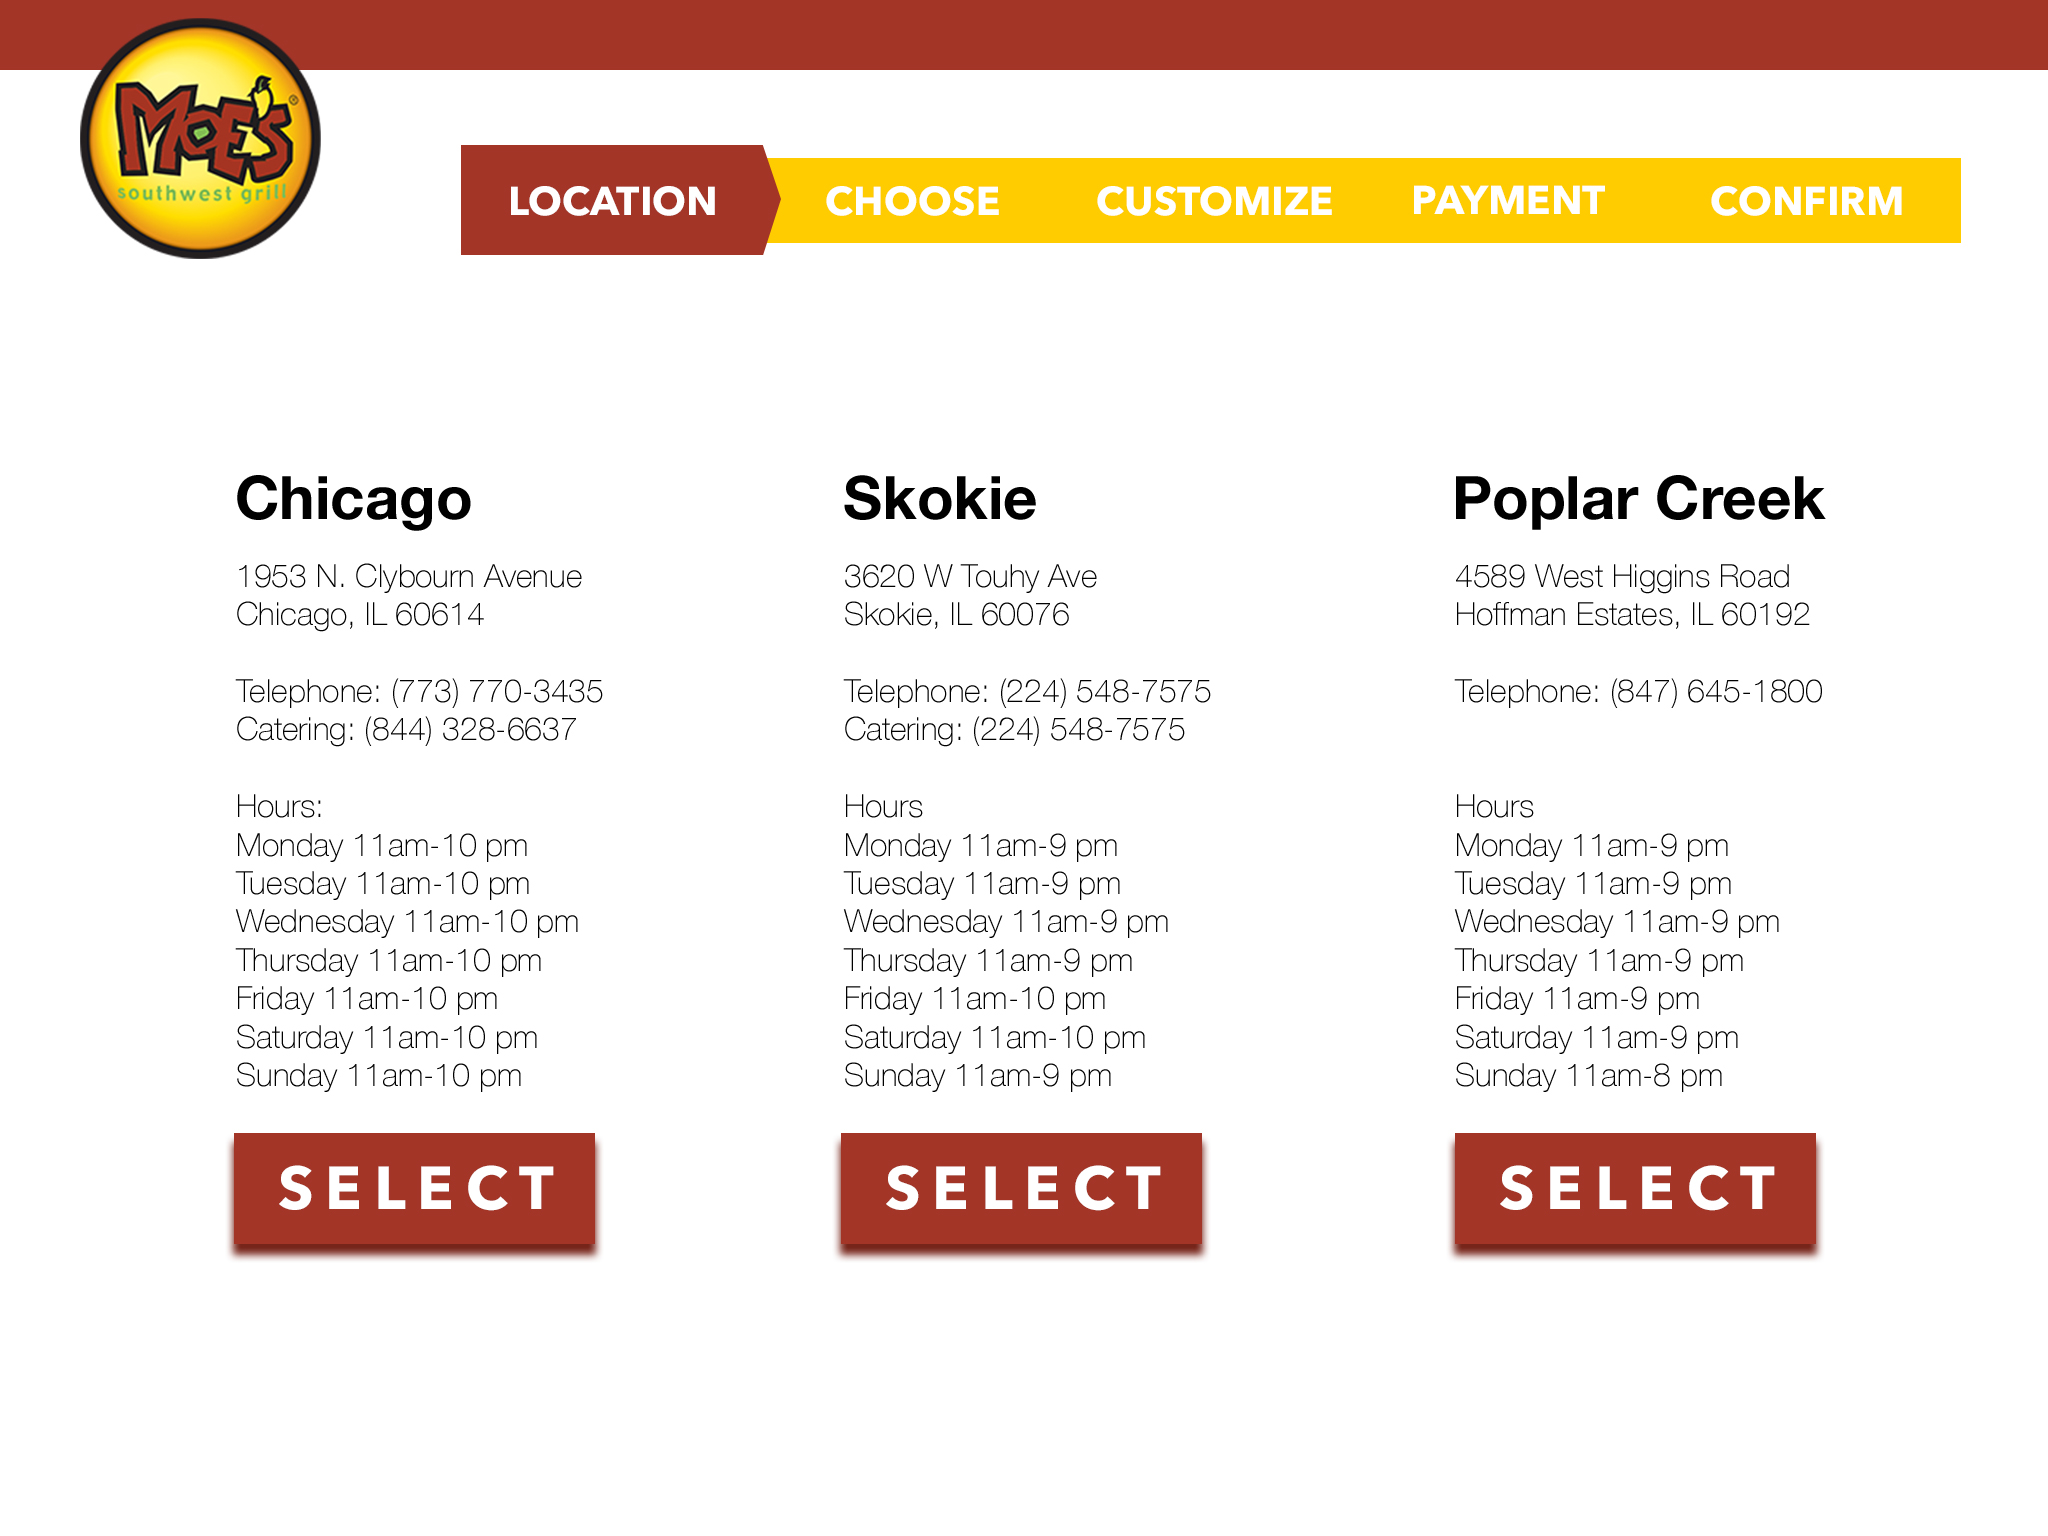 MOE'S®
southwest grill
LOCATION
CHOOSE
CUSTOMIZE
PAYMENT
CONFIRM
Chicago
1953 N. Clybourn Avenue
Chicago, IL 60614
Telephone: (773) 770-3435
Catering: (844) 328-6637
Hours:
Monday 11am-10 pm
Tuesday 11am-10 pm
Wednesday 11am-10 pm
Thursday 11am-10 pm
Friday 11am-10 pm
Saturday 11am-10 pm
Sunday 11am-10 pm
SELECT
Skokie
3620 W Touhy Ave
Skokie, IL 60076
Telephone: (224) 548-7575
Catering: (224) 548-7575
Hours
Monday 11am-9 pm
Tuesday 11am-9 pm
Wednesday 11am-9 pm
Thursday 11am-9 pm
Friday 11am-10 pm
Saturday 11am-10 pm
Sunday 11am-9 pm
SELECT
Poplar Creek
4589 West Higgins Road
Hoffman Estates, IL 60192
Telephone: (847) 645-1800
Hours
Monday 11am-9 pm
Tuesday 11am-9 pm
Wednesday 11am-9 pm
Thursday 11am-9 pm
Friday 11am-9 pm
Saturday 11am-9 pm
Sunday 11am-8 pm
SELECT